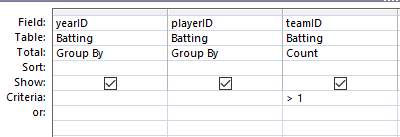 Field: yearID playerID teamID
Table: Batting Batting Batting
Total: Group By Group By Count
Sort:
Show:
Criteria: > 1
or: